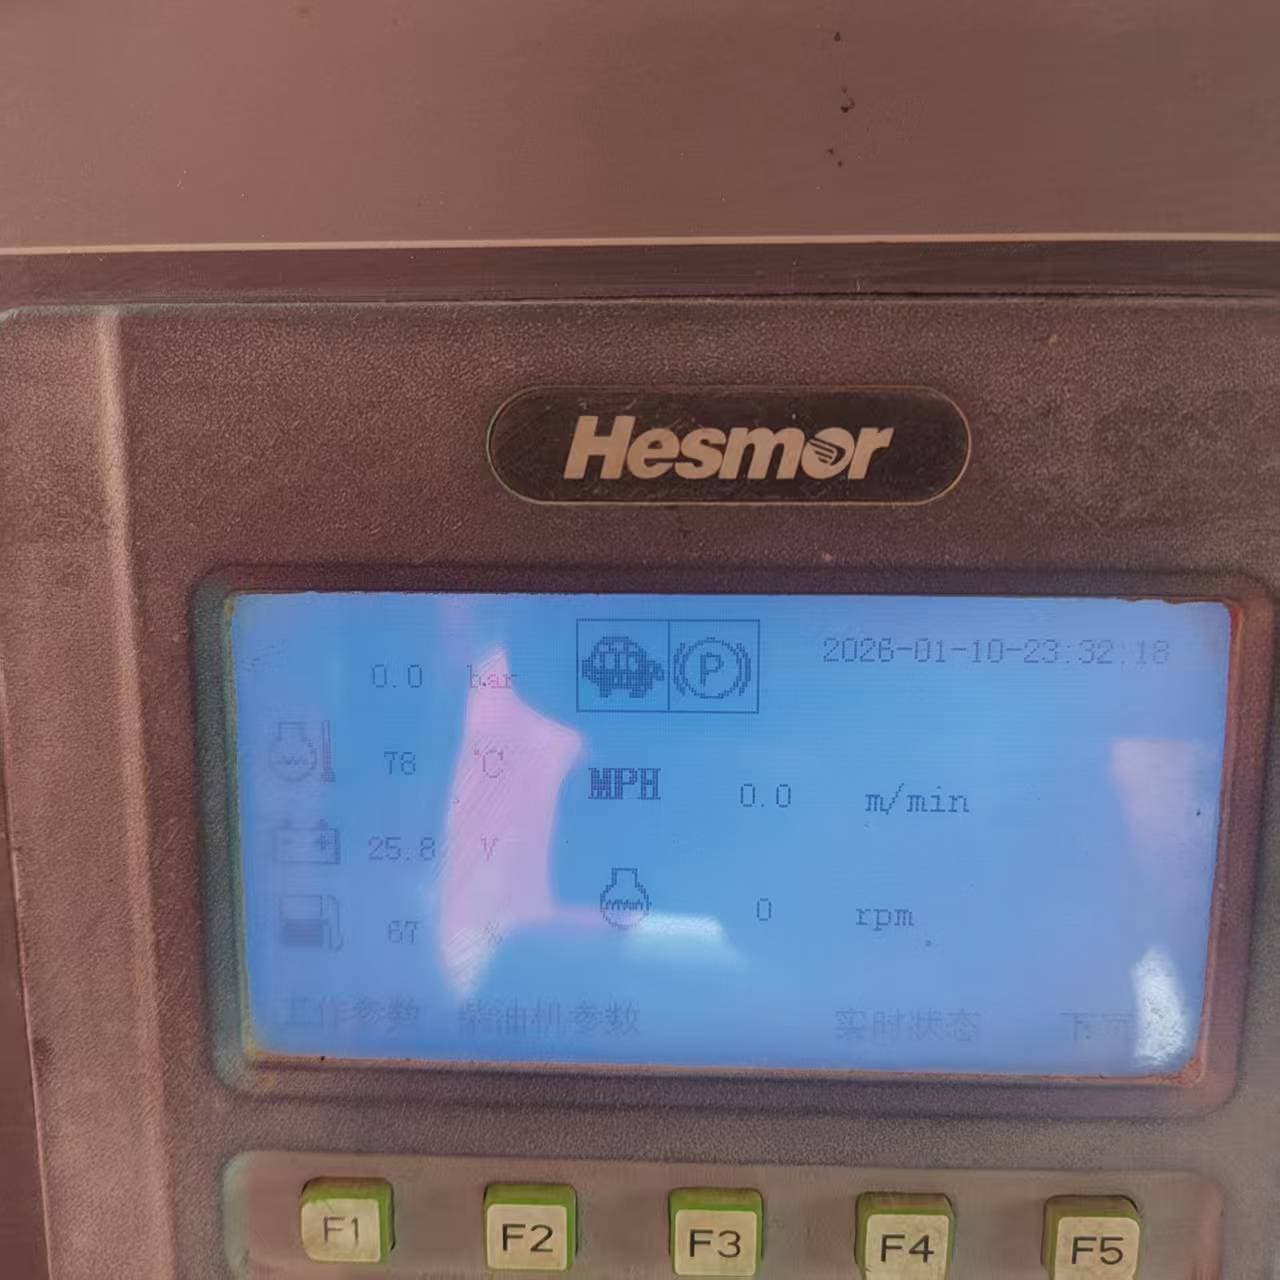 Hesmor
0.0 bar
P
2026-01-10-23:32:18
78 °C
MPH 0.0 m/min
25.8 V
0 rpm
67 %
工作参数 柴油机参数 实时状态
F1 F2 F3 F4 F5